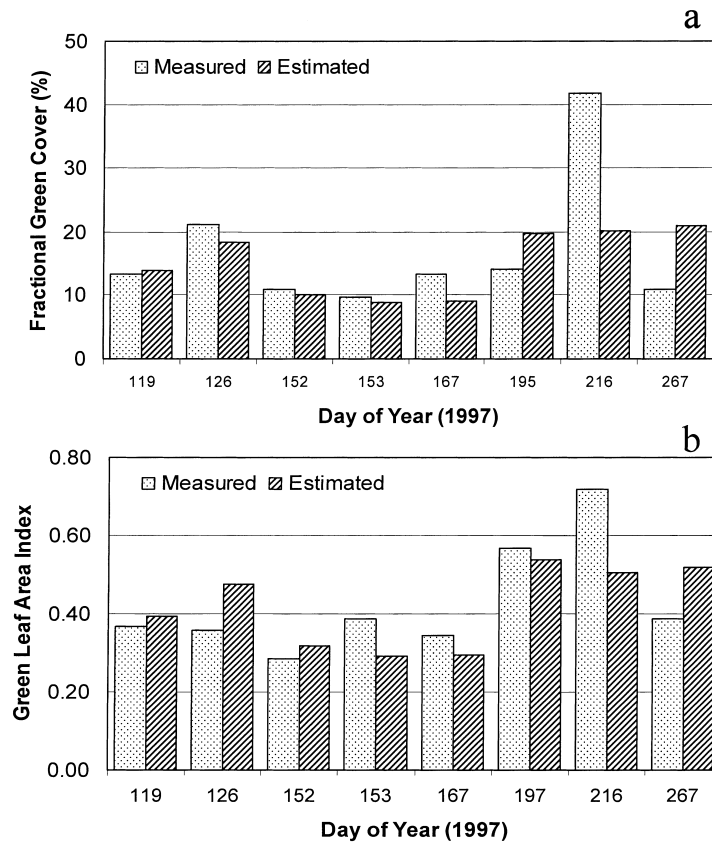 a
50
Measured Estimated
40
30
20
10
0
Fractional Green Cover (%)
119 126 152 153 167 195 216 267
Day of Year (1997)
b
0.80
Measured Estimated
0.60
0.40
0.20
0.00
Green Leaf Area Index
119 126 152 153 167 197 216 267
Day of Year (1997)